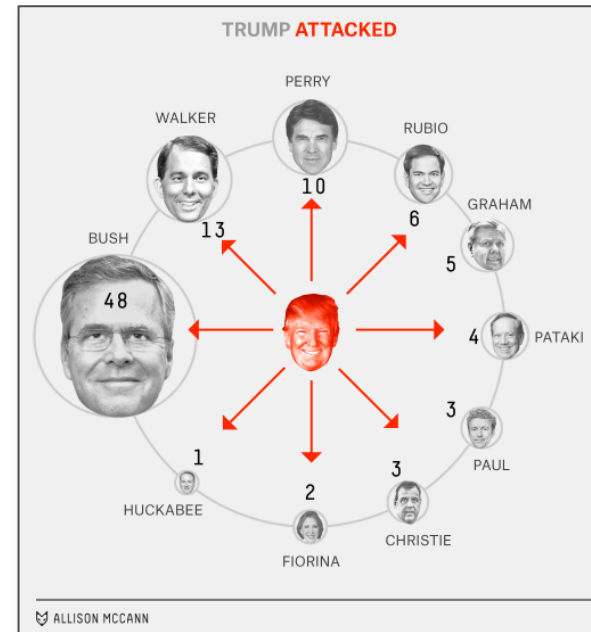 TRUMP ATTACKED
PERRY
10
WALKER
13
RUBIO
6
GRAHAM
5
BUSH
48
4
PATAKI
3
PAUL
3
CHRISTIE
2
FIORINA
1
HUCKABEE
ALLISON MCCANN